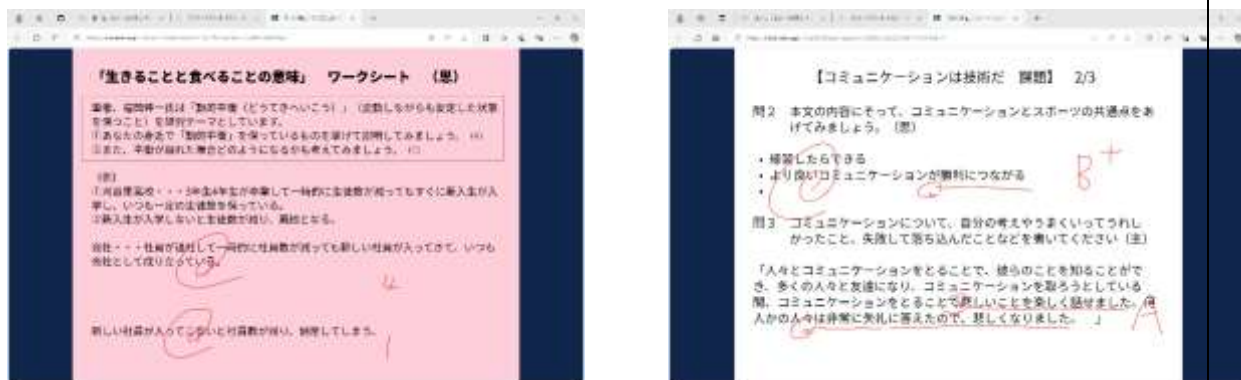 「生きることと食べることの意味」 ワークシート （思）
筆者、福岡伸一氏は「動的平衡（どうてきへいこう）」（変動しながらも安定した状態
を保つこと）を研究テーマとしています。
①あなたの身近で「動的平衡」を保っているものを挙げて説明してみましょう。
②また、平衡が崩れた場合どのようになるかも考えてみましょう。
（例）
・・・3年生4年生が卒業して一時的に生徒数が減ってもすぐに新入生が入
学し、いつも一定の生徒数を保っている。
②新入生が入学しないと生徒数が減り、廃校となる。
会社・・・社員が退社して一時的に社員数が減っても新しい社員が入ってきて、いつも
会社として成り立っている。
4
新しい社員が入ってこないと社員数が減り、倒産してしまう。
1
【コミュニケーションは技術だ 課題】 2/3
問２ 本文の内容にそって、コミュニケーションとスポーツの共通点をあ
げてみましょう。（思）
・練習したらできる
・より良いコミュニケーションが勝利につながる
・
B+
問３ コミュニケーションについて、自分の考えやうまくいってうれし
かったこと、失敗して落ち込んだことなどを書いてください（主）
「人々とコミュニケーションをとることで、彼らのことを知ることがで
き、多くの人々と友達になり、コミュニケーションを取ろうとしている
間、コミュニケーションをとることで悲しいことを楽しく話せました。
人かの人々は非常に失礼に答えたので、悲しくなりました。 」
A